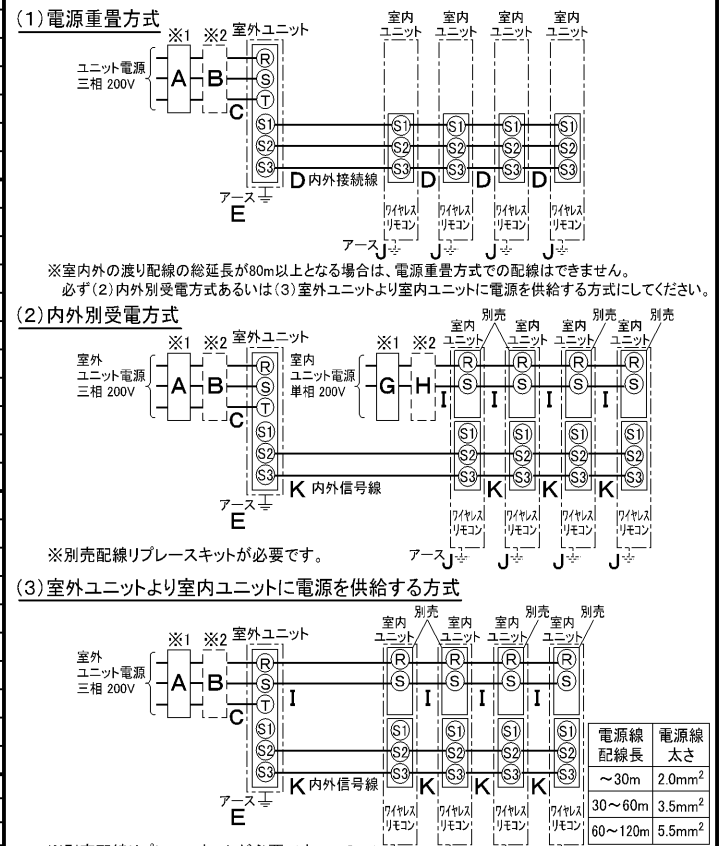 (1)電源重畳方式
※1 ※2 室外ユニット
室内ユニット 室内ユニット 室内ユニット 室内ユニット
ユニット電源
三相 200V
A B C
R
S
T
S1 S1 S1 S1 S1
S2 S2 S2 S2 S2
S3 S3 S3 S3 S3
D 内外接続線 D D D
アース
E
ワイヤレスリモコン ワイヤレスリモコン ワイヤレスリモコン ワイヤレスリモコン
アース J J J J
※室内外の渡り配線の総延長が80m以上となる場合は、電源重畳方式での配線はできません。
必ず(2)内外別受電方式あるいは(3)室外ユニットより室内ユニットに電源を供給する方式にしてください。
(2)内外別受電方式
別売 別売 別売
※1 ※2 室外ユニット ※1 ※2 室内ユニット 室内ユニット 室内ユニット 室内ユニット
室外
ユニット電源
三相 200V
A B C
室内
ユニット電源
単相 200V
G H I I I I
R R R R R
S S S S S
T
S1 S1 S1 S1 S1
S2 S2 S2 S2 S2
S3 S3 S3 S3 S3
K 内外信号線 K K K
アース
E
ワイヤレスリモコン ワイヤレスリモコン ワイヤレスリモコン ワイヤレスリモコン
※別売配線リプレースキットが必要です。
アース J J J J
(3)室外ユニットより室内ユニットに電源を供給する方式
別売 別売 別売
※1 ※2 室外ユニット 室内ユニット 室内ユニット 室内ユニット 室内ユニット
室外
ユニット電源
三相 200V
A B C
R R R R R
S S S S S
T
I I I I
S1 S1 S1 S1 S1
S2 S2 S2 S2 S2
S3 S3 S3 S3 S3
K 内外信号線 K K K
アース
E
ワイヤレスリモコン ワイヤレスリモコン ワイヤレスリモコン ワイヤレスリモコン
電源線配線長 電源線太さ
～30m 2.0mm²
30～60m 3.5mm²
60～120m 5.5mm²